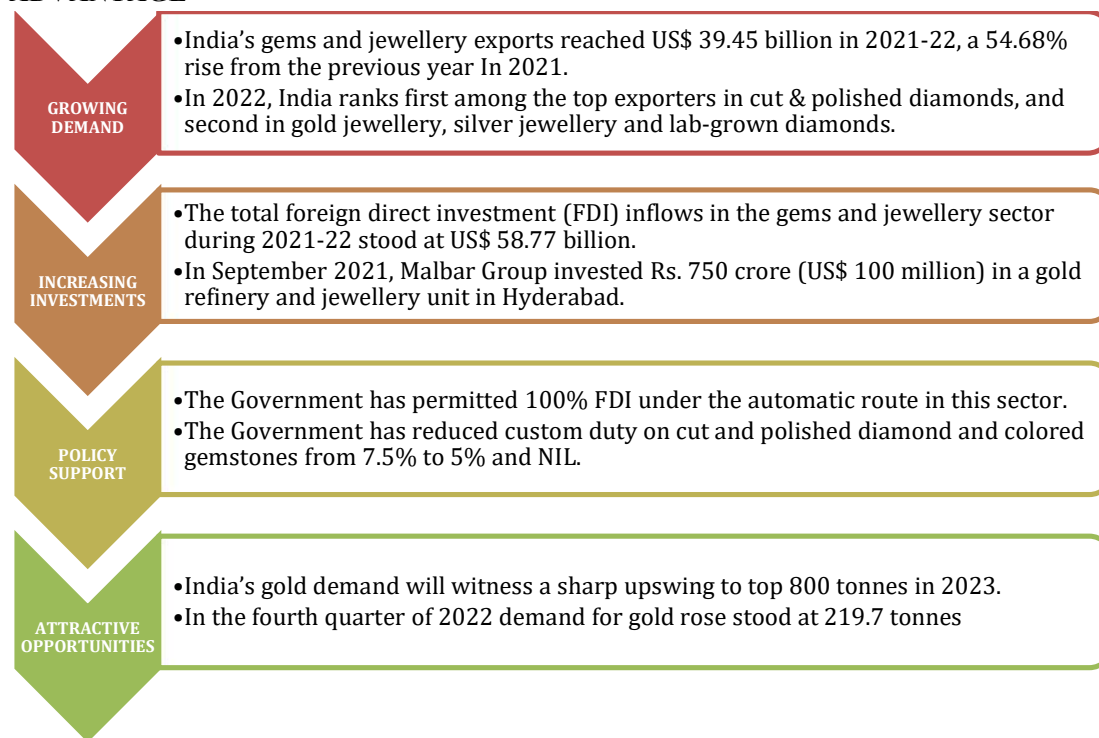 ADVANTAGE
GROWING
DEMAND
•India’s gems and jewellery exports reached US$ 39.45 billion in 2021-22, a 54.68%
rise from the previous year In 2021.
•In 2022, India ranks first among the top exporters in cut & polished diamonds, and
second in gold jewellery, silver jewellery and lab-grown diamonds.
INCREASING
INVESTMENTS
•The total foreign direct investment (FDI) inflows in the gems and jewellery sector
during 2021-22 stood at US$ 58.77 billion.
•In September 2021, Malbar Group invested Rs. 750 crore (US$ 100 million) in a gold
refinery and jewellery unit in Hyderabad.
POLICY
SUPPORT
•The Government has permitted 100% FDI under the automatic route in this sector.
•The Government has reduced custom duty on cut and polished diamond and colored
gemstones from 7.5% to 5% and NIL.
ATTRACTIVE
OPPORTUNITIES
•India’s gold demand will witness a sharp upswing to top 800 tonnes in 2023.
•In the fourth quarter of 2022 demand for gold rose stood at 219.7 tonnes